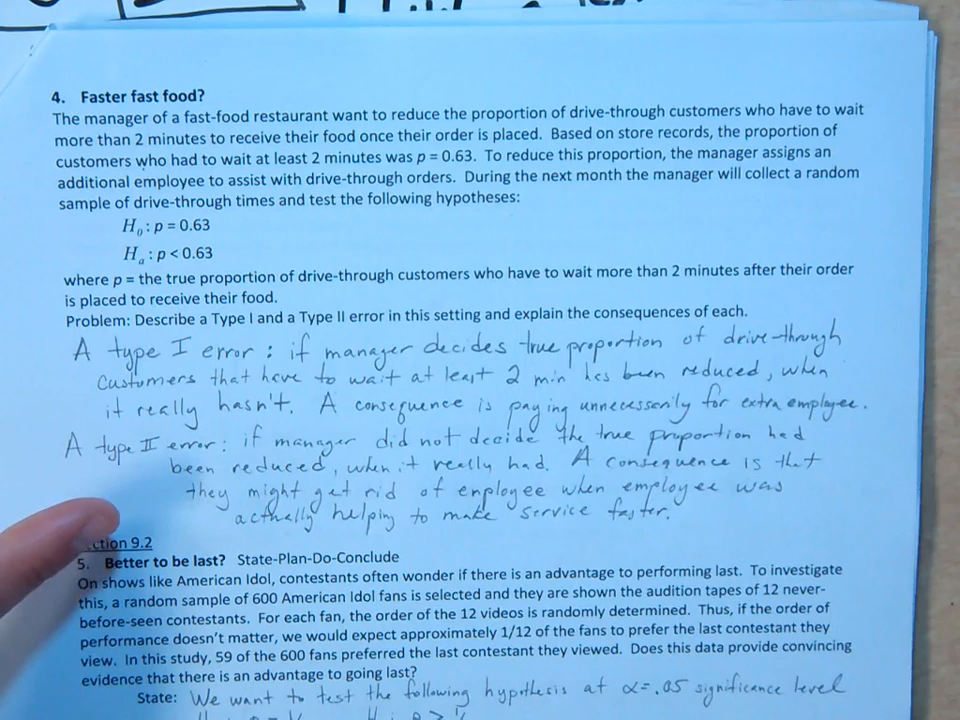 4. Faster fast food?
The manager of a fast-food restaurant want to reduce the proportion of drive-through customers who have to wait
more than 2 minutes to receive their food once their order is placed. Based on store records, the proportion of
customers who had to wait at least 2 minutes was p = 0.63. To reduce this proportion, the manager assigns an
additional employee to assist with drive-through orders. During the next month the manager will collect a random
sample of drive-through times and test the following hypotheses:
H₀ : p = 0.63
Hₐ : p < 0.63
where p = the true proportion of drive-through customers who have to wait more than 2 minutes after their order
is placed to receive their food.
Problem: Describe a Type I and a Type II error in this setting and explain the consequences of each.
A type I error : if manager decides true proportion of drive-through
Customers that have to wait at least 2 min has been reduced, when
it really hasn't. A consequence is paying unnecessarily for extra employee.
A type II error : if manager did not decide the true proportion had
been reduced, when it really had. A consequence is that
they might get rid of employee when employee was
actually helping to make service faster.
ction 9.2
5. Better to be last? State-Plan-Do-Conclude
On shows like American Idol, contestants often wonder if there is an advantage to performing last. To investigate
this, a random sample of 600 American Idol fans is selected and they are shown the audition tapes of 12 never-
before-seen contestants. For each fan, the order of the 12 videos is randomly determined. Thus, if the order of
performance doesn't matter, we would expect approximately 1/12 of the fans to prefer the last contestant they
view. In this study, 59 of the 600 fans preferred the last contestant they viewed. Does this data provide convincing
evidence that there is an advantage to going last?
State: We want to test the following hypothesis at α=.05 significance level